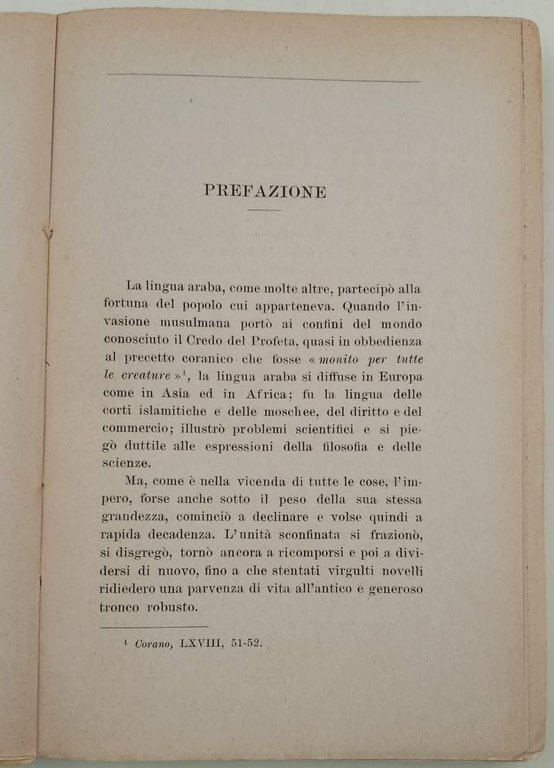 PREFAZIONE
La lingua araba, come molte altre, partecipò alla
fortuna del popolo cui apparteneva. Quando l'in-
vasione musulmana portò ai confini del mondo
conosciuto il Credo del Profeta, quasi in obbedienza
al precetto coranico che fosse « monito per tutte
le creature »¹, la lingua araba si diffuse in Europa
come in Asia ed in Africa; fu la lingua delle
corti islamitiche e delle moschee, del diritto e del
commercio; illustrò problemi scientifici e si pie-
gò duttile alle espressioni della filosofia e delle
scienze.
Ma, come è nella vicenda di tutte le cose, l'im-
pero, forse anche sotto il peso della sua stessa
grandezza, cominciò a declinare e volse quindi a
rapida decadenza. L'unità sconfinata si frazionò,
si disgregò, tornò ancora a ricomporsi e poi a divi-
dersi di nuovo, fino a che stentati virgulti novelli
ridiedero una parvenza di vita all'antico e generoso
tronco robusto.
¹ Corano, LXVIII, 51-52.